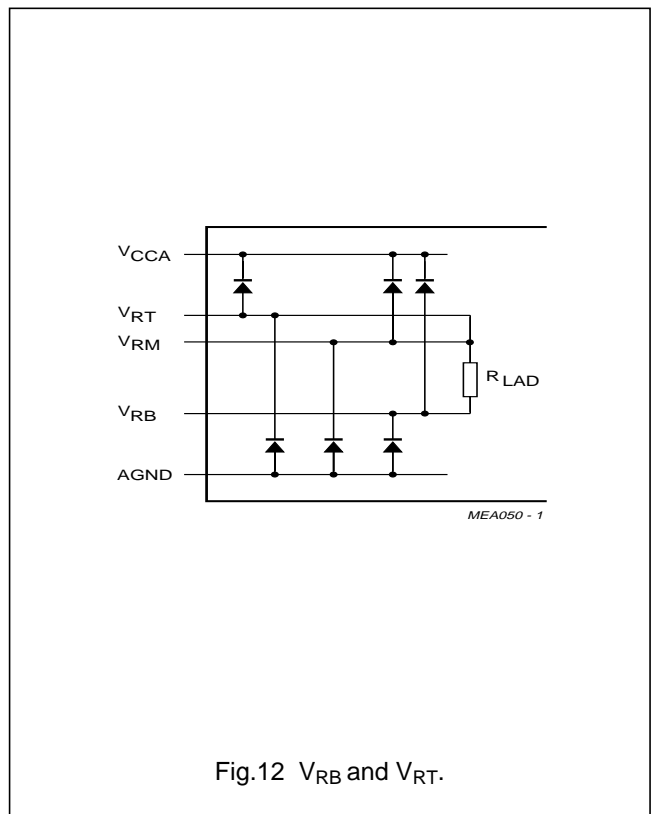 VCCA
VRT
VRM
VRB
AGND
RLAD
MEA050 - 1
Fig.12 VRB and VRT.